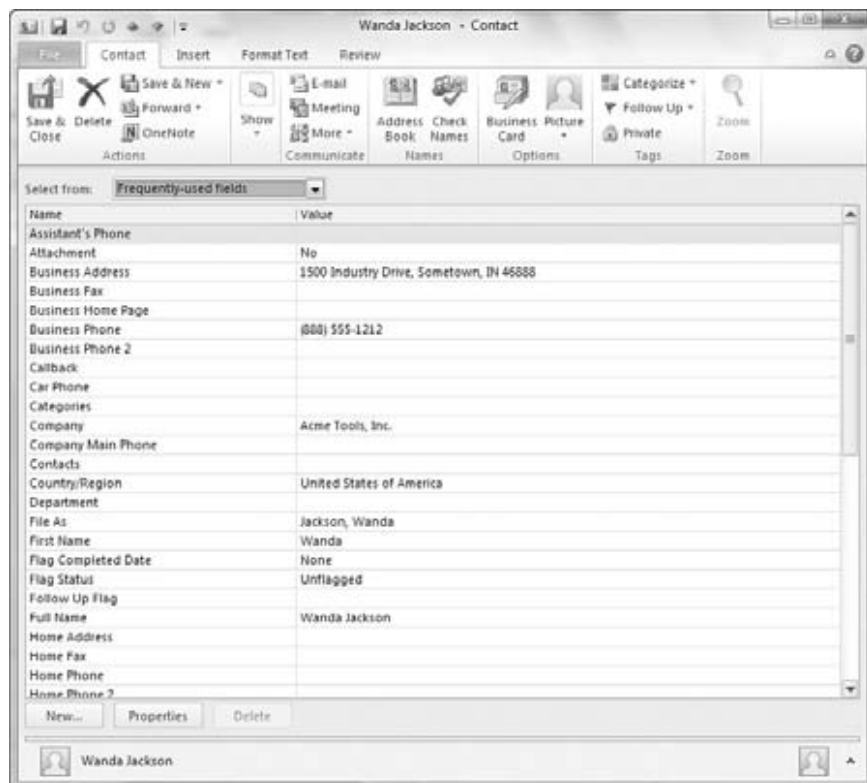 Wanda Jackson - Contact
File Contact Insert Format Text Review
Save & Close
Delete
Save & New
Forward
OneNote
Actions
Show
E-mail
Meeting
More
Communicate
Address Book
Check Names
Names
Business Card
Picture
Options
Categorize
Follow Up
Private
Tags
Zoom
Zoom
Select from: Frequently-used fields
Name Value
Assistant's Phone
Attachment No
Business Address 1500 Industry Drive, Sometown, IN 46888
Business Fax
Business Home Page
Business Phone (888) 555-1212
Business Phone 2
Callback
Car Phone
Categories
Company Acme Tools, Inc.
Company Main Phone
Contacts
Country/Region United States of America
Department
File As Jackson, Wanda
First Name Wanda
Flag Completed Date None
Flag Status Unflagged
Follow Up Flag
Full Name Wanda Jackson
Home Address
Home Fax
Home Phone
Home Phone 2
New... Properties Delete
Wanda Jackson